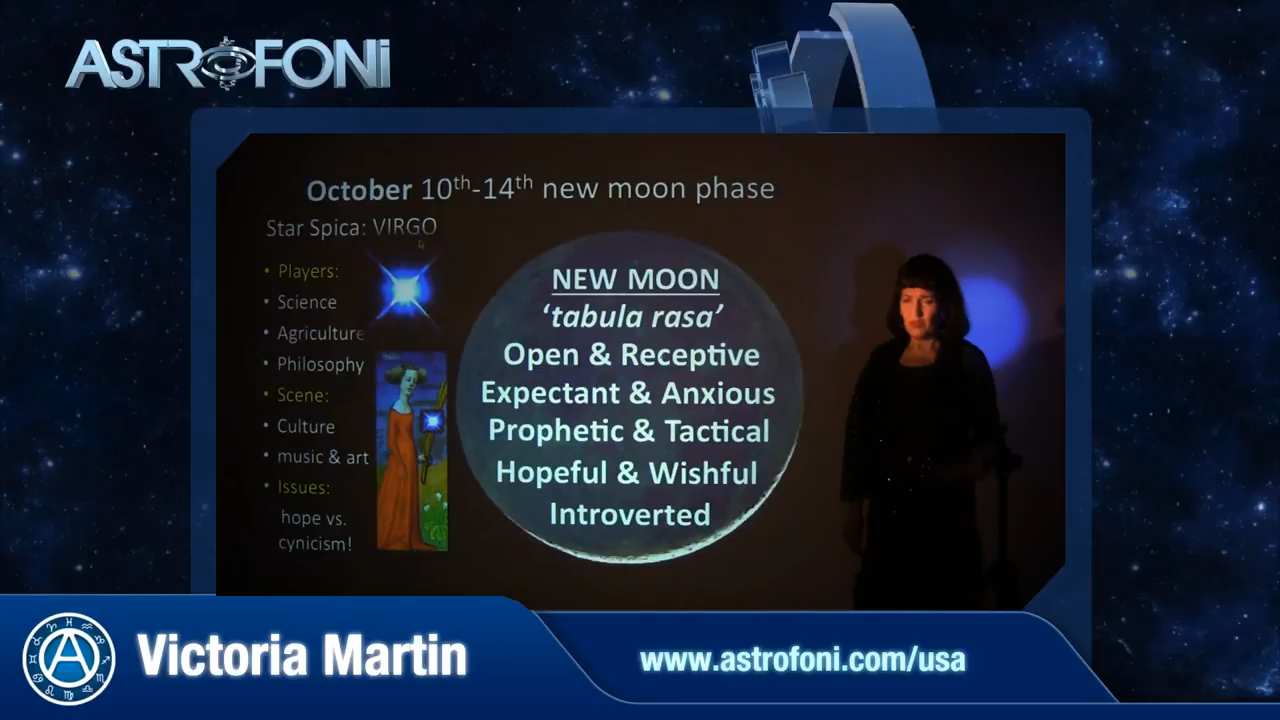 ASTROFONi
October 10th-14th new moon phase
Star Spica: VIRGO
• Players:
• Science
• Agriculture
• Philosophy
• Scene:
• Culture
• music & art
• Issues:
hope vs.
cynicism!
NEW MOON
‘tabula rasa’
Open & Receptive
Expectant & Anxious
Prophetic & Tactical
Hopeful & Wishful
Introverted
Victoria Martin
www.astrofoni.com/usa